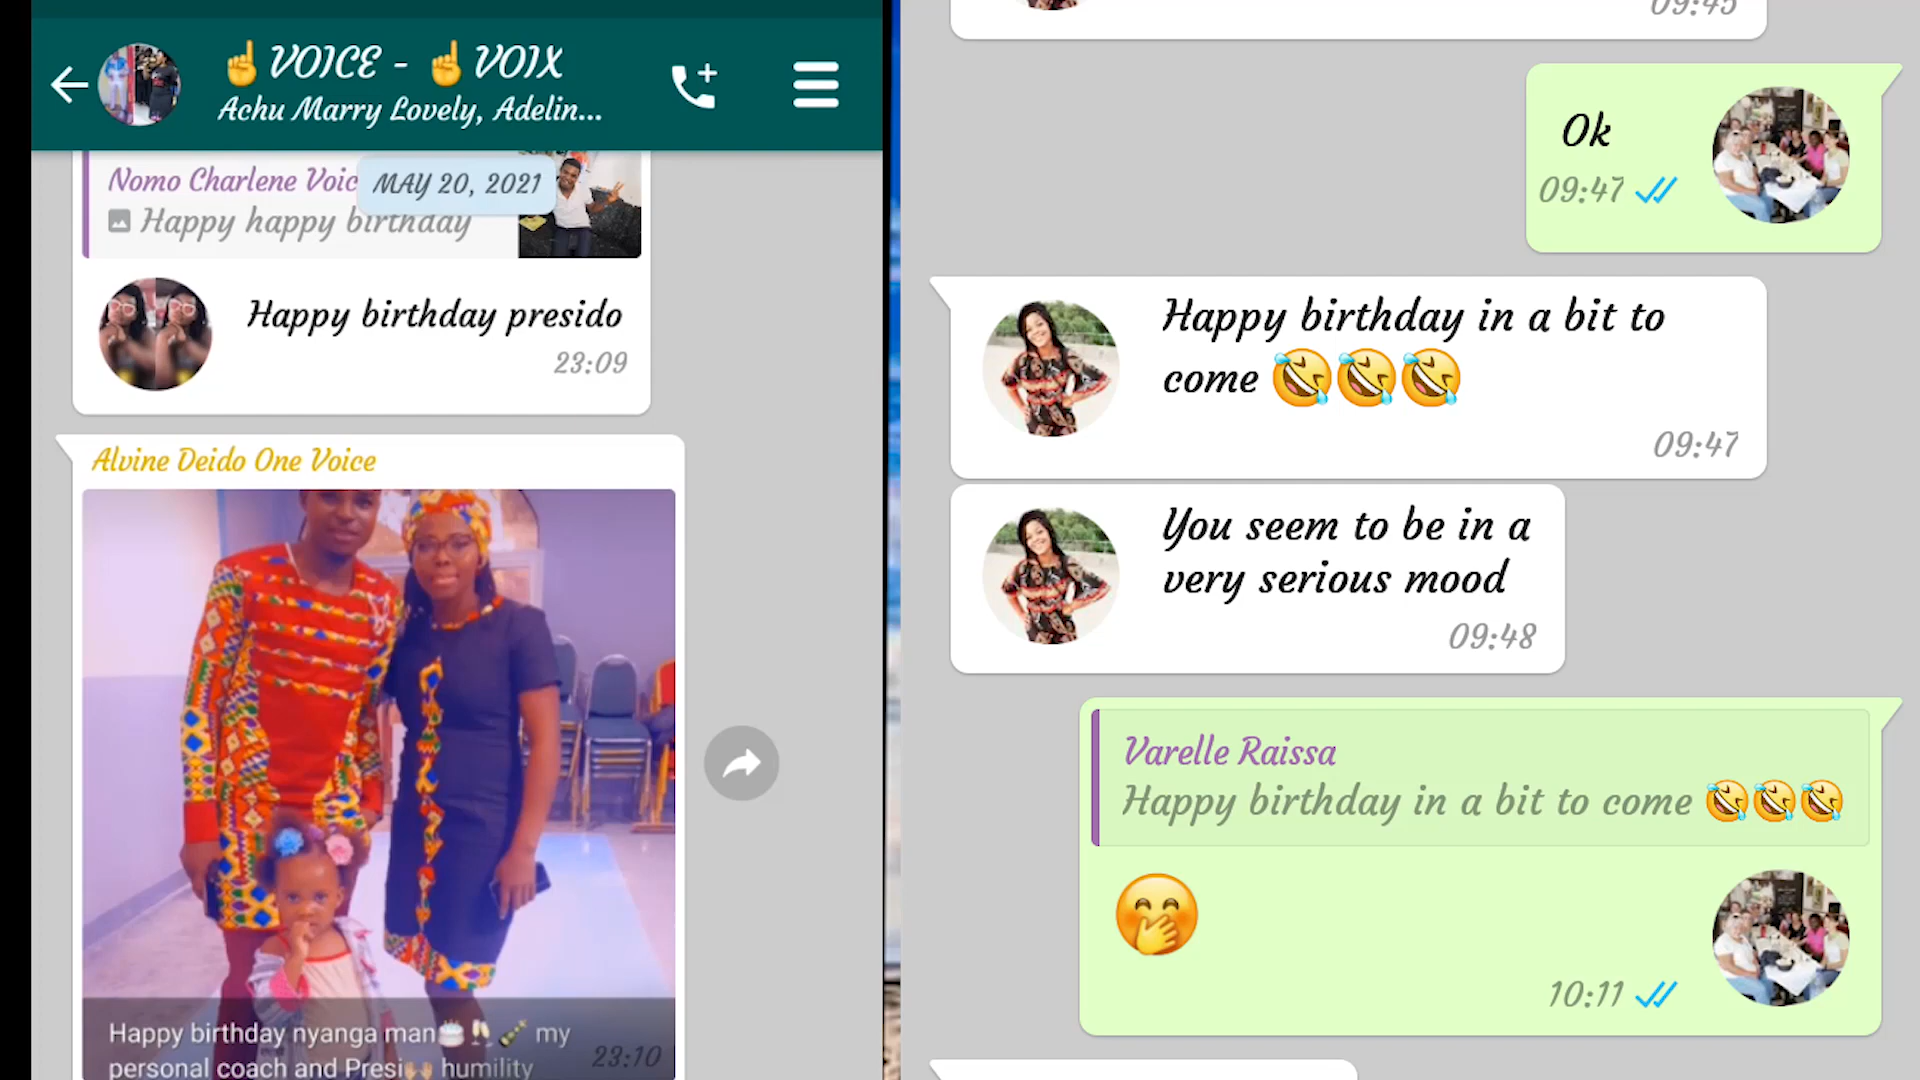 ☝VOICE - ☝VOIX
Achu Marry Lovely, Adelin...
MAY 20, 2021
Nomo Charlene Voic
Happy happy birthday
Happy birthday presido
23:09
Alvine Deido One Voice
Happy birthday nyanga man🎂🥂🍾 my
personal coach and Presi🙌 humility
23:10
09:45
Ok
09:47
Happy birthday in a bit to
come 🤣🤣🤣
09:47
You seem to be in a
very serious mood
09:48
Varelle Raissa
Happy birthday in a bit to come 🤣🤣🤣
🤭
10:11